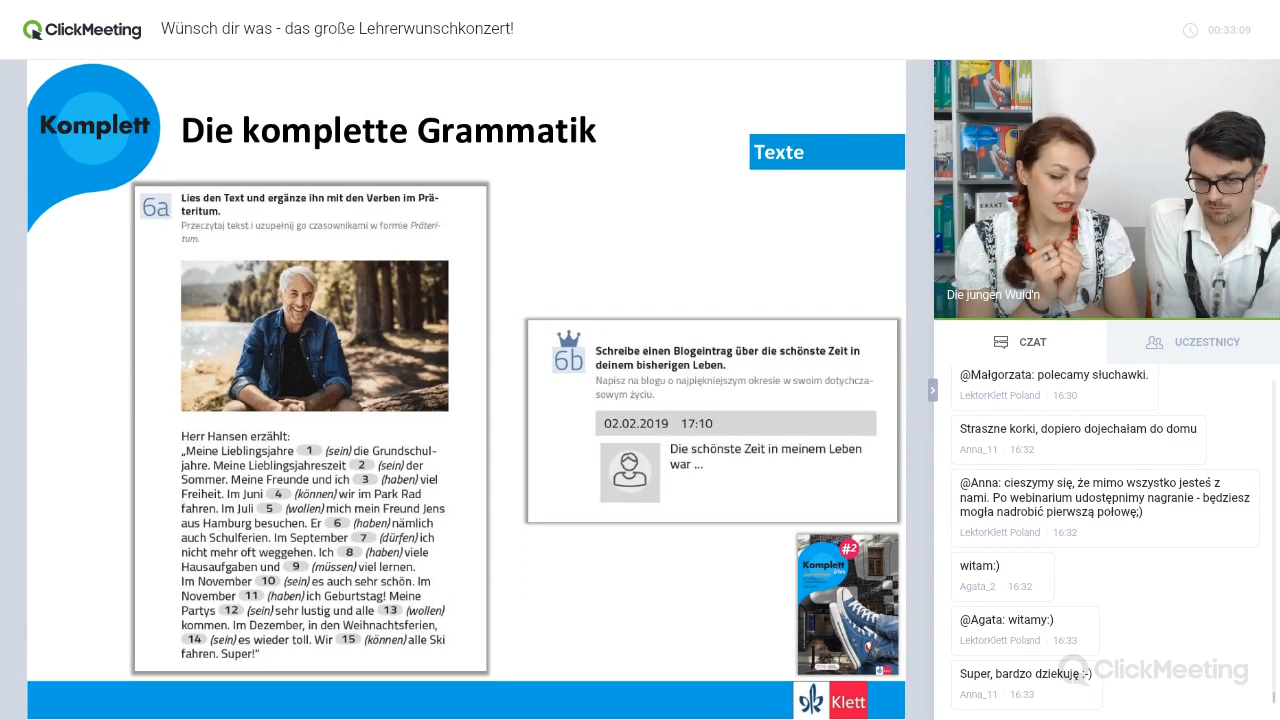 ClickMeeting
Wünsch dir was - das große Lehrerwunschkonzert!
00:33:09
Komplett
Die komplette Grammatik
Texte
6a
Lies den Text und ergänze ihn mit den Verben im Prä-
teritum.
Przeczytaj tekst i uzupełnij go czasownikami w formie Präteri-
tum.
Herr Hansen erzählt:
„Meine Lieblingsjahre 1 (sein) die Grundschul-
jahre. Meine Lieblingsjahreszeit 2 (sein) der
Sommer. Meine Freunde und ich 3 (haben) viel
Freiheit. Im Juni 4 (können) wir im Park Rad
fahren. Im Juli 5 (wollen) mich mein Freund Jens
aus Hamburg besuchen. Er 6 (haben) nämlich
auch Schulferien. Im September 7 (dürfen) ich
nicht mehr oft weggehen. Ich 8 (haben) viele
Hausaufgaben und 9 (müssen) viel lernen.
Im November 10 (sein) es auch sehr schön. Im
November 11 (haben) ich Geburtstag! Meine
Partys 12 (sein) sehr lustig und alle 13 (wollen)
kommen. Im Dezember, in den Weihnachtsferien,
14 (sein) es wieder toll. Wir 15 (können) alle Ski
fahren. Super!“
6b
Schreibe einen Blogeintrag über die schönste Zeit in
deinem bisherigen Leben.
Napisz na blogu o najpiękniejszym okresie w swoim dotychcza-
sowym życiu.
02.02.2019 17:10
Die schönste Zeit in meinem Leben
war ...
#2
Komplett
plus
Klett
EXAKT
Die jungen Wuid'n
CZAT
UCZESTNICY
@Małgorzata: polecamy słuchawki.
LektorKlett Poland 16:30
Straszne korki, dopiero dojechałam do domu
Anna_11 16:32
@Anna: cieszymy się, że mimo wszystko jesteś z
nami. Po webinarium udostępnimy nagranie - będziesz
mogła nadrobić pierwszą połowę;)
LektorKlett Poland 16:32
witam:)
Agata_2 16:32
@Agata: witamy:)
LektorKlett Poland 16:33
Super, bardzo dziekuję :-)
Anna_11 16:33
ClickMeeting